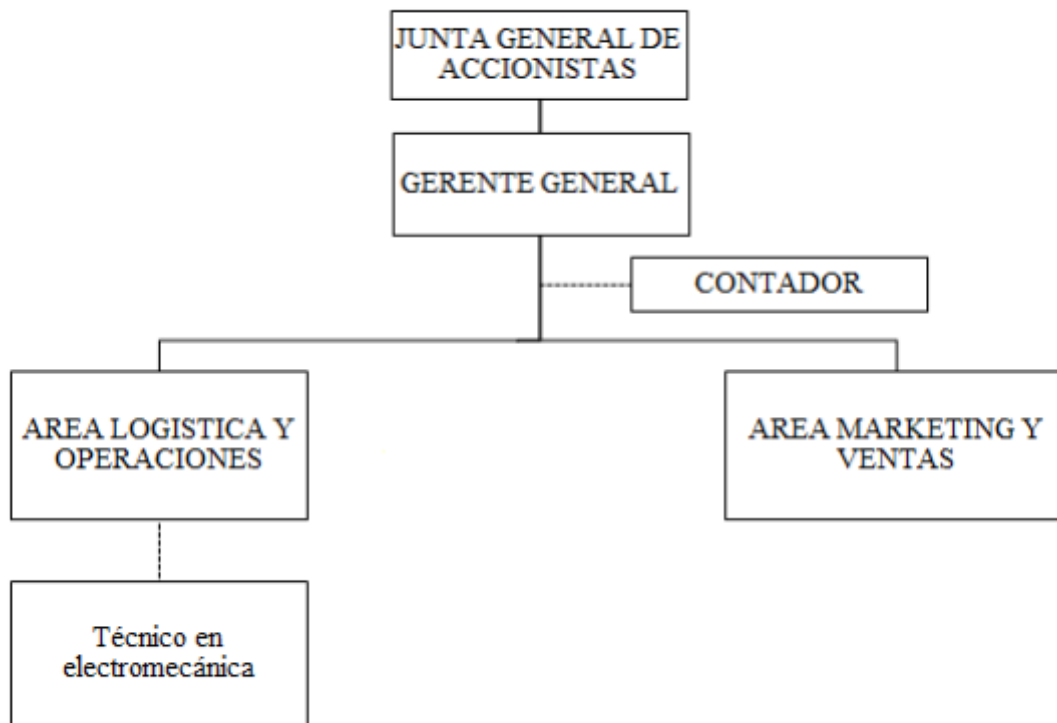 JUNTA GENERAL DE
ACCIONISTAS
GERENTE GENERAL
CONTADOR
AREA LOGISTICA Y
OPERACIONES
AREA MARKETING Y
VENTAS
Técnico en
electromecánica